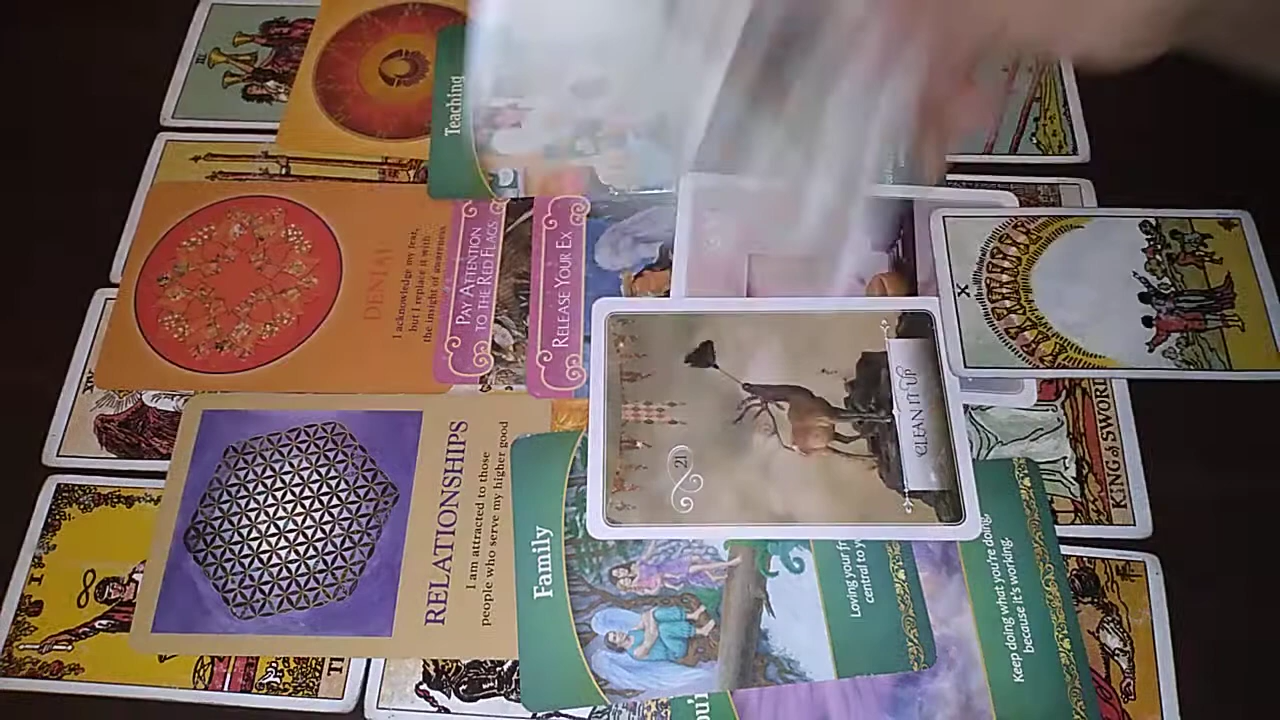 III
Teaching
DENIAL
I acknowledge my fear,
but I replace it with
the insight of awareness.
PAY ATTENTION
TO THE RED FLAGS
RELEASE YOUR EX
X
CLEAN IT UP
21
KING of SWORD
RELATIONSHIPS
I am attracted to those
people who serve my higher good
Family
Loving your
central to
Keep doing what you're doing,
because it's working.
I